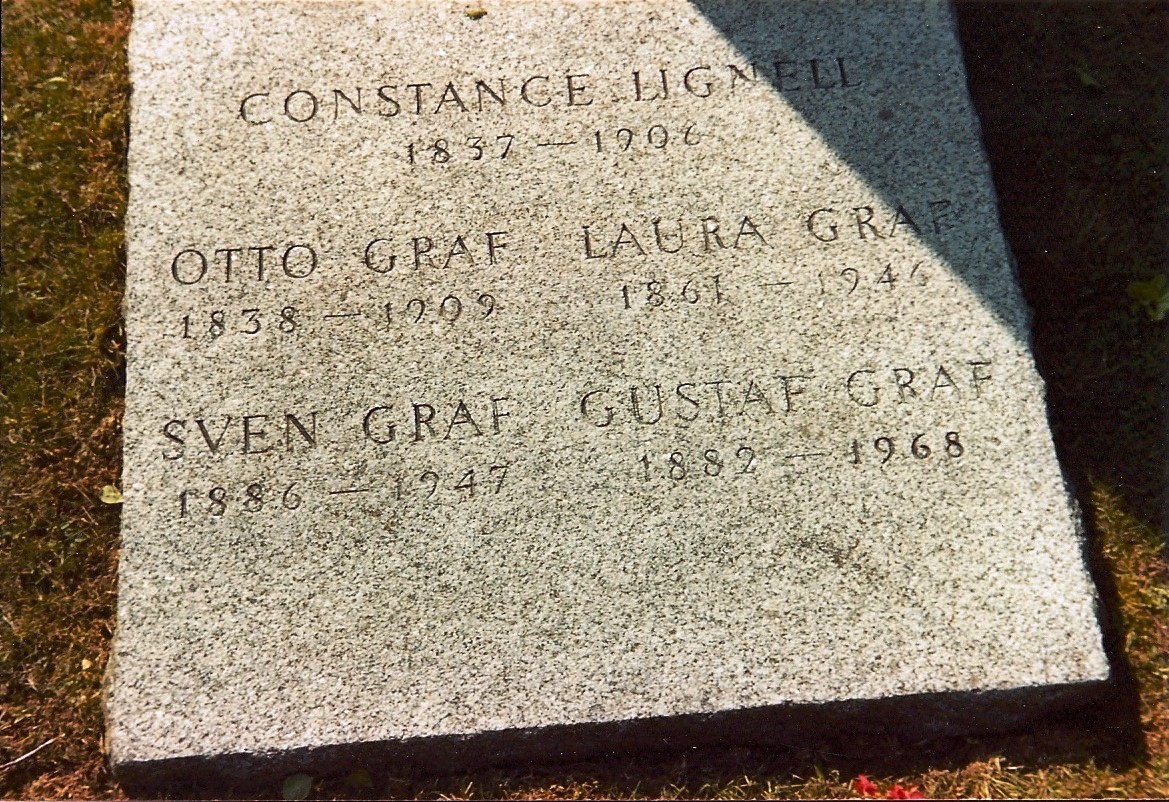 CONSTANCE LIGNELL
1837 — 1906
OTTO GRAF LAURA GRAF
1838 — 1909 1861 — 1946
SVEN GRAF GUSTAF GRAF
1886 — 1947 1882 — 1968